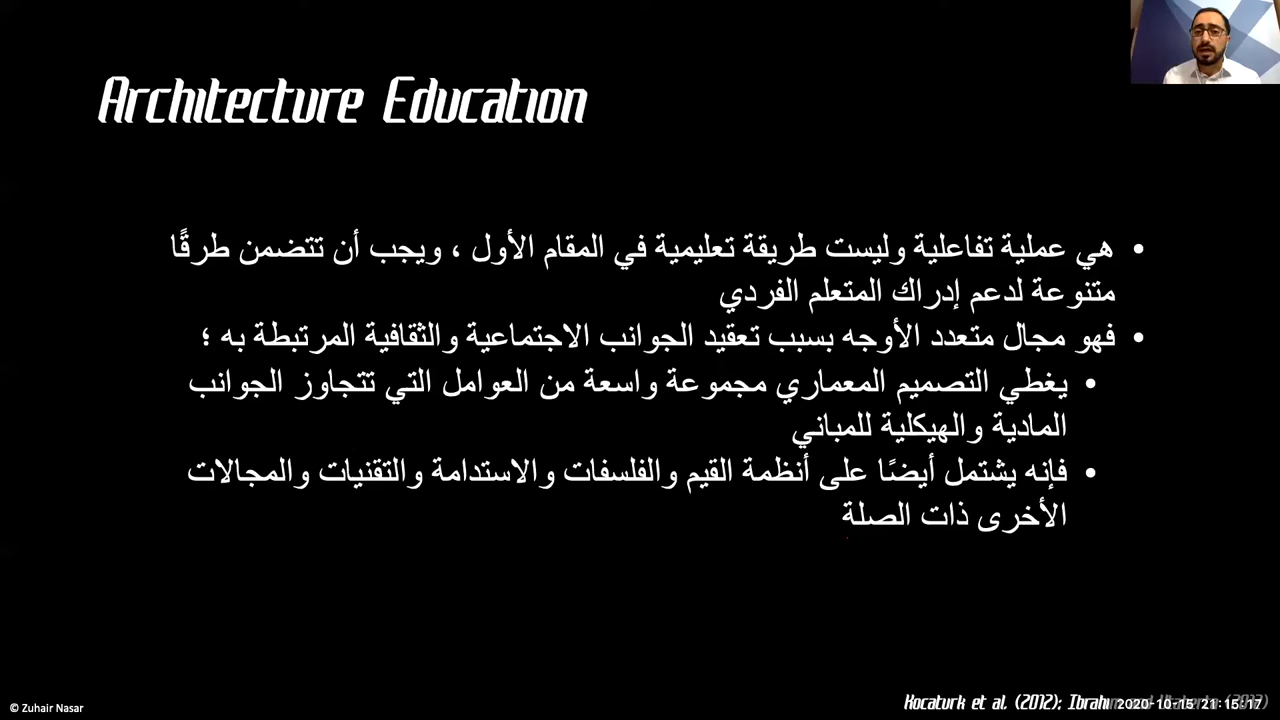 Architecture Education
هي عملية تفاعلية وليست طريقة تعليمية في المقام الأول ، ويجب أن تتضمن طرقًا
متنوعة لدعم إدراك المتعلم الفردي
فهو مجال متعدد الأوجه بسبب تعقيد الجوانب الاجتماعية والثقافية المرتبطة به ؛
يغطي التصميم المعماري مجموعة واسعة من العوامل التي تتجاوز الجوانب
المادية والهيكلية للمباني
فإنه يشتمل أيضًا على أنظمة القيم والفلسفات والاستدامة والتقنيات والمجالات
الأخرى ذات الصلة
Kocaturk et al. (2012); 2020-10-15 21:15:17
© Zuhair Nasar